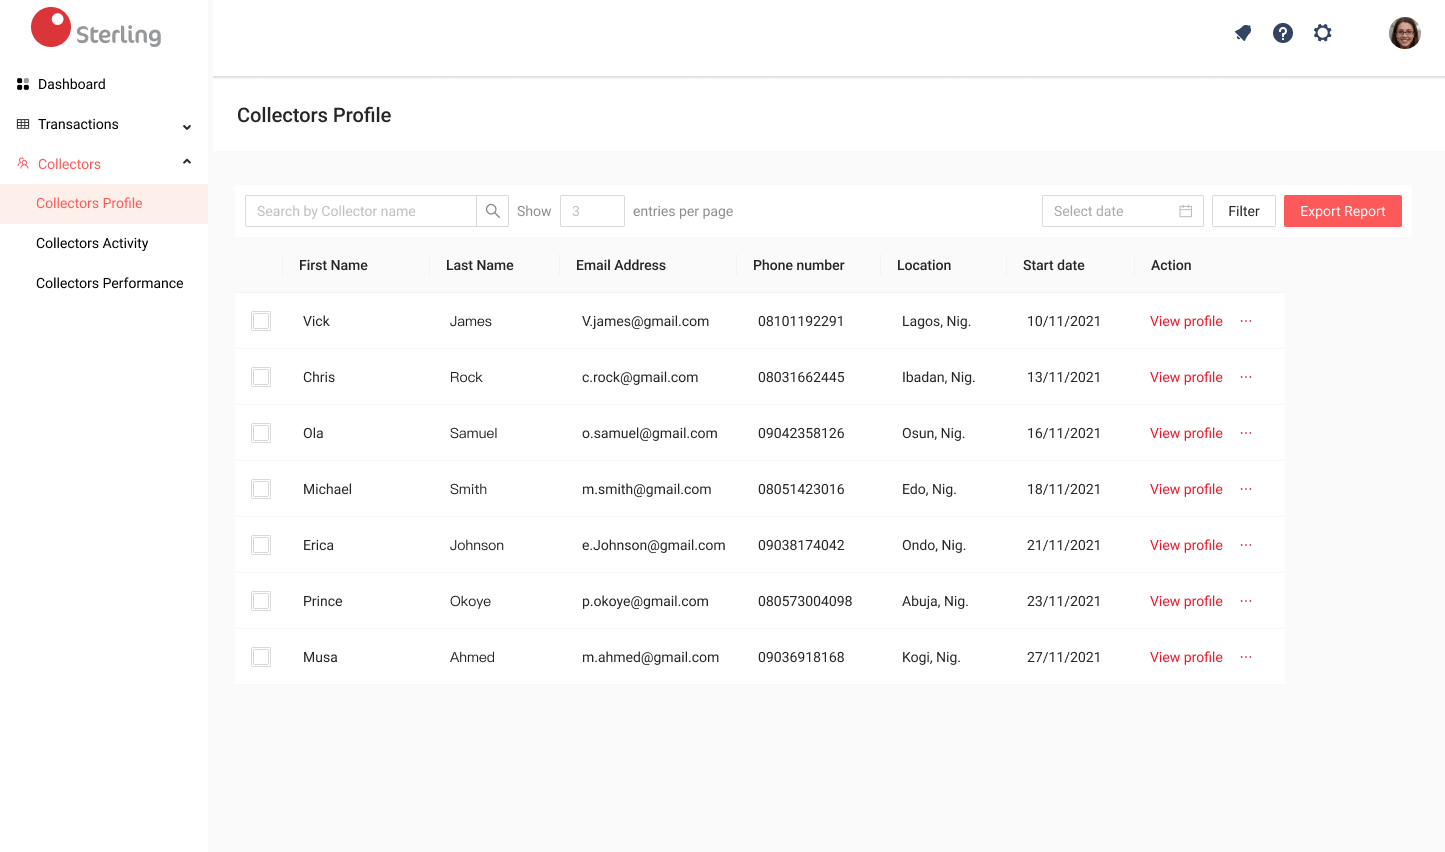 Sterling
Dashboard
Transactions
Collectors
Collectors Profile
Collectors Activity
Collectors Performance
Collectors Profile
Search by Collector name Show 3 entries per page Select date Filter Export Report
First Name Last Name Email Address Phone number Location Start date Action
Vick James V.james@gmail.com 08101192291 Lagos, Nig. 10/11/2021 View profile ...
Chris Rock c.rock@gmail.com 08031662445 Ibadan, Nig. 13/11/2021 View profile ...
Ola Samuel o.samuel@gmail.com 09042358126 Osun, Nig. 16/11/2021 View profile ...
Michael Smith m.smith@gmail.com 08051423016 Edo, Nig. 18/11/2021 View profile ...
Erica Johnson e.Johnson@gmail.com 09038174042 Ondo, Nig. 21/11/2021 View profile ...
Prince Okoye p.okoye@gmail.com 080573004098 Abuja, Nig. 23/11/2021 View profile ...
Musa Ahmed m.ahmed@gmail.com 09036918168 Kogi, Nig. 27/11/2021 View profile ...